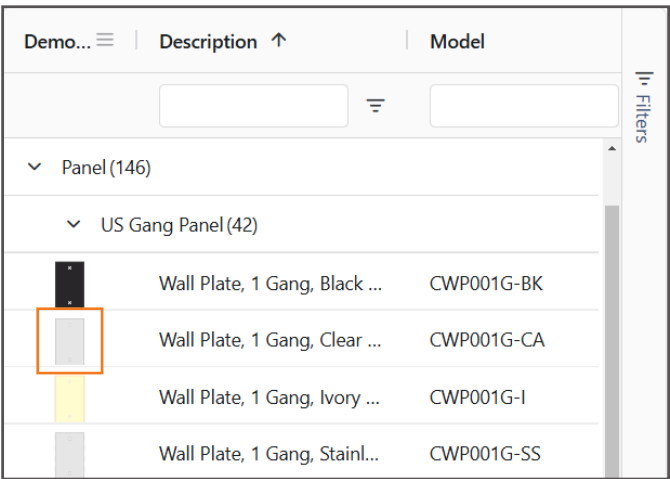 Demo... Description ↑ Model
Filters
Panel (146)
US Gang Panel (42)
Wall Plate, 1 Gang, Black ... CWP001G-BK
Wall Plate, 1 Gang, Clear ... CWP001G-CA
Wall Plate, 1 Gang, Ivory ... CWP001G-I
Wall Plate, 1 Gang, Stainl... CWP001G-SS